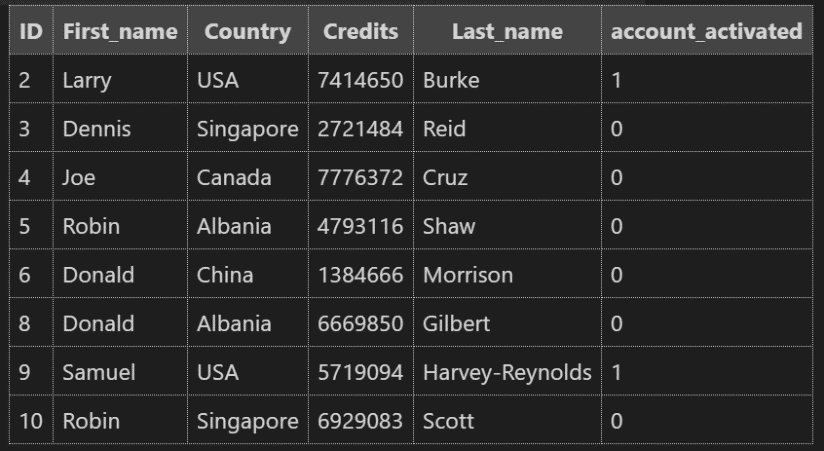 ID First_name Country Credits Last_name account_activated
2 Larry USA 7414650 Burke 1
3 Dennis Singapore 2721484 Reid 0
4 Joe Canada 7776372 Cruz 0
5 Robin Albania 4793116 Shaw 0
6 Donald China 1384666 Morrison 0
8 Donald Albania 6669850 Gilbert 0
9 Samuel USA 5719094 Harvey-Reynolds 1
10 Robin Singapore 6929083 Scott 0